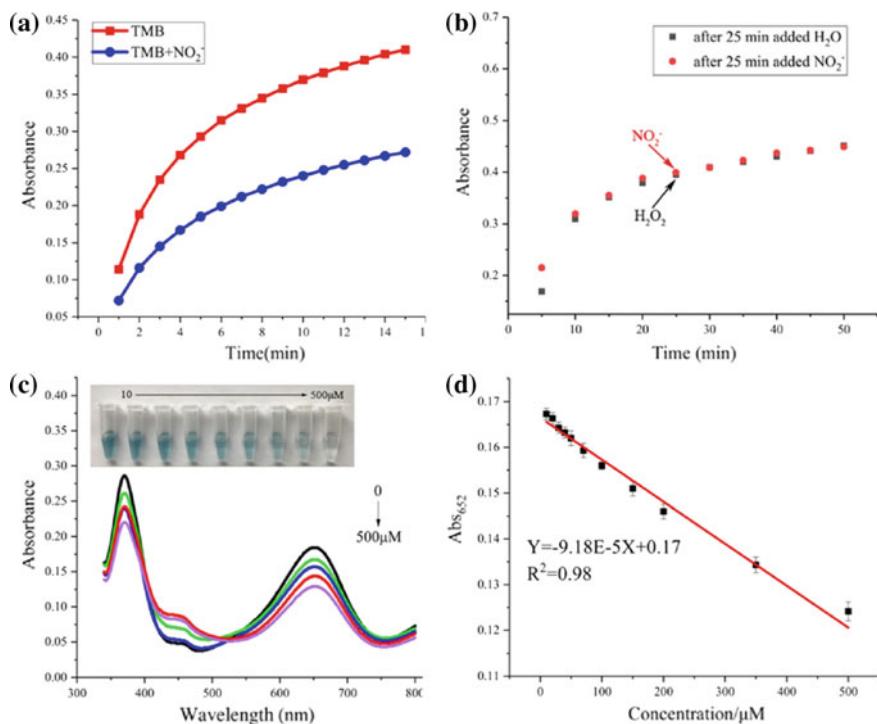 (a)
TMB
TMB+NO₂⁻
0.40
0.35
0.30
0.25
0.20
0.15
0.10
0.05
Absorbance
0 2 4 6 8 10 12 14 1
Time(min)
(b)
after 25 min added H₂O
after 25 min added NO₂⁻
0.7
0.6
0.5
0.4
0.3
0.2
Absorbance
NO₂⁻
H₂O₂
0 10 20 30 40 50
Time (min)
(c)
10 500μM
0.40
0.35
0.30
0.25
0.20
0.15
0.10
0.05
0.00
Absorbance
0
500μM
300 400 500 600 700 800
Wavelength (nm)
(d)
0.17
0.16
0.15
0.14
0.13
0.12
0.11
Abs₆₅₂
Y=-9.18E-5X+0.17
R²=0.98
0 100 200 300 400 500
Concentration/μM